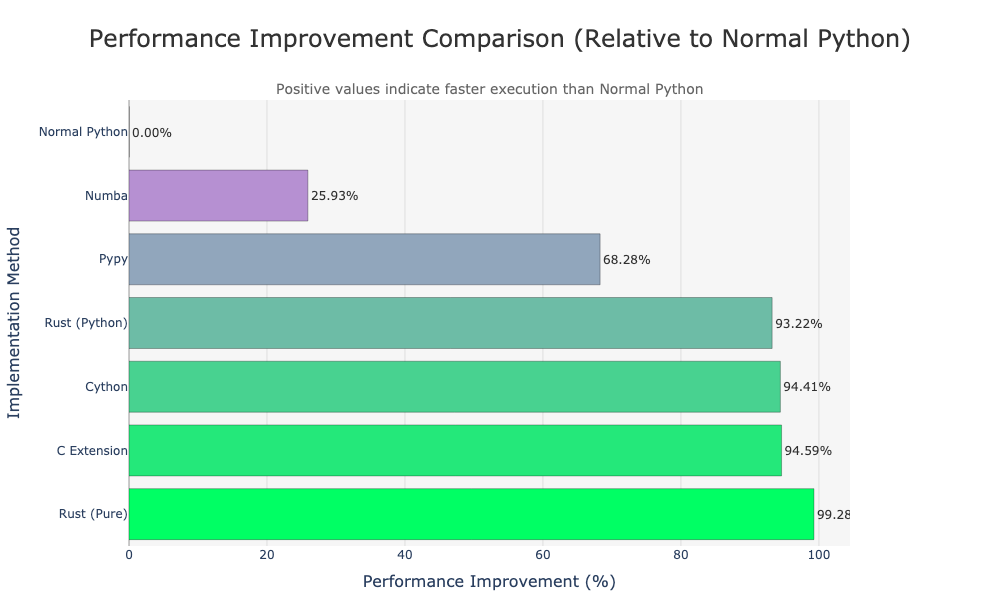 Performance Improvement Comparison (Relative to Normal Python)
Positive values indicate faster execution than Normal Python
Normal Python 0.00%
Numba 25.93%
Pypy 68.28%
Rust (Python) 93.22%
Cython 94.41%
C Extension 94.59%
Rust (Pure) 99.28
0 20 40 60 80 100
Performance Improvement (%)
Implementation Method